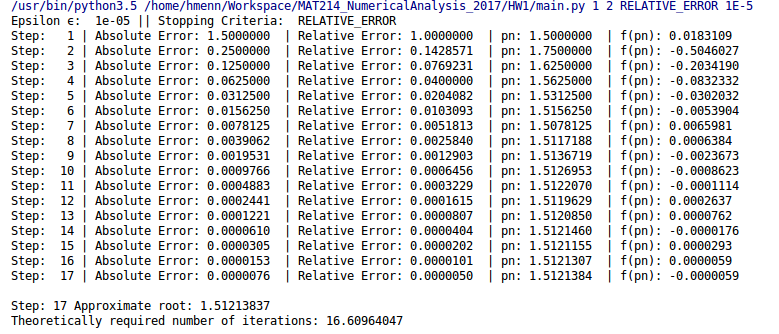 /usr/bin/python3.5 /home/hmenn/Workspace/MAT214_NumericalAnalysis_2017/HW1/main.py 1 2 RELATIVE_ERROR 1E-5
Epsilon ϵ:  1e-05 || Stopping Criteria:  RELATIVE_ERROR
Step:   1 | Absolute Error: 1.5000000  | Relative Error: 1.0000000  | pn: 1.5000000  | f(pn): 0.0183109
Step:   2 | Absolute Error: 0.2500000  | Relative Error: 0.1428571  | pn: 1.7500000  | f(pn): -0.5046027
Step:   3 | Absolute Error: 0.1250000  | Relative Error: 0.0769231  | pn: 1.6250000  | f(pn): -0.2034190
Step:   4 | Absolute Error: 0.0625000  | Relative Error: 0.0400000  | pn: 1.5625000  | f(pn): -0.0832332
Step:   5 | Absolute Error: 0.0312500  | Relative Error: 0.0204082  | pn: 1.5312500  | f(pn): -0.0302032
Step:   6 | Absolute Error: 0.0156250  | Relative Error: 0.0103093  | pn: 1.5156250  | f(pn): -0.0053904
Step:   7 | Absolute Error: 0.0078125  | Relative Error: 0.0051813  | pn: 1.5078125  | f(pn): 0.0065981
Step:   8 | Absolute Error: 0.0039062  | Relative Error: 0.0025840  | pn: 1.5117188  | f(pn): 0.0006384
Step:   9 | Absolute Error: 0.0019531  | Relative Error: 0.0012903  | pn: 1.5136719  | f(pn): -0.0023673
Step:  10 | Absolute Error: 0.0009766  | Relative Error: 0.0006456  | pn: 1.5126953  | f(pn): -0.0008623
Step:  11 | Absolute Error: 0.0004883  | Relative Error: 0.0003229  | pn: 1.5122070  | f(pn): -0.0001114
Step:  12 | Absolute Error: 0.0002441  | Relative Error: 0.0001615  | pn: 1.5119629  | f(pn): 0.0002637
Step:  13 | Absolute Error: 0.0001221  | Relative Error: 0.0000807  | pn: 1.5120850  | f(pn): 0.0000762
Step:  14 | Absolute Error: 0.0000610  | Relative Error: 0.0000404  | pn: 1.5121460  | f(pn): -0.0000176
Step:  15 | Absolute Error: 0.0000305  | Relative Error: 0.0000202  | pn: 1.5121155  | f(pn): 0.0000293
Step:  16 | Absolute Error: 0.0000153  | Relative Error: 0.0000101  | pn: 1.5121307  | f(pn): 0.0000059
Step:  17 | Absolute Error: 0.0000076  | Relative Error: 0.0000050  | pn: 1.5121384  | f(pn): -0.0000059
Step: 17 Approximate root: 1.51213837
Theoretically required number of iterations: 16.60964047